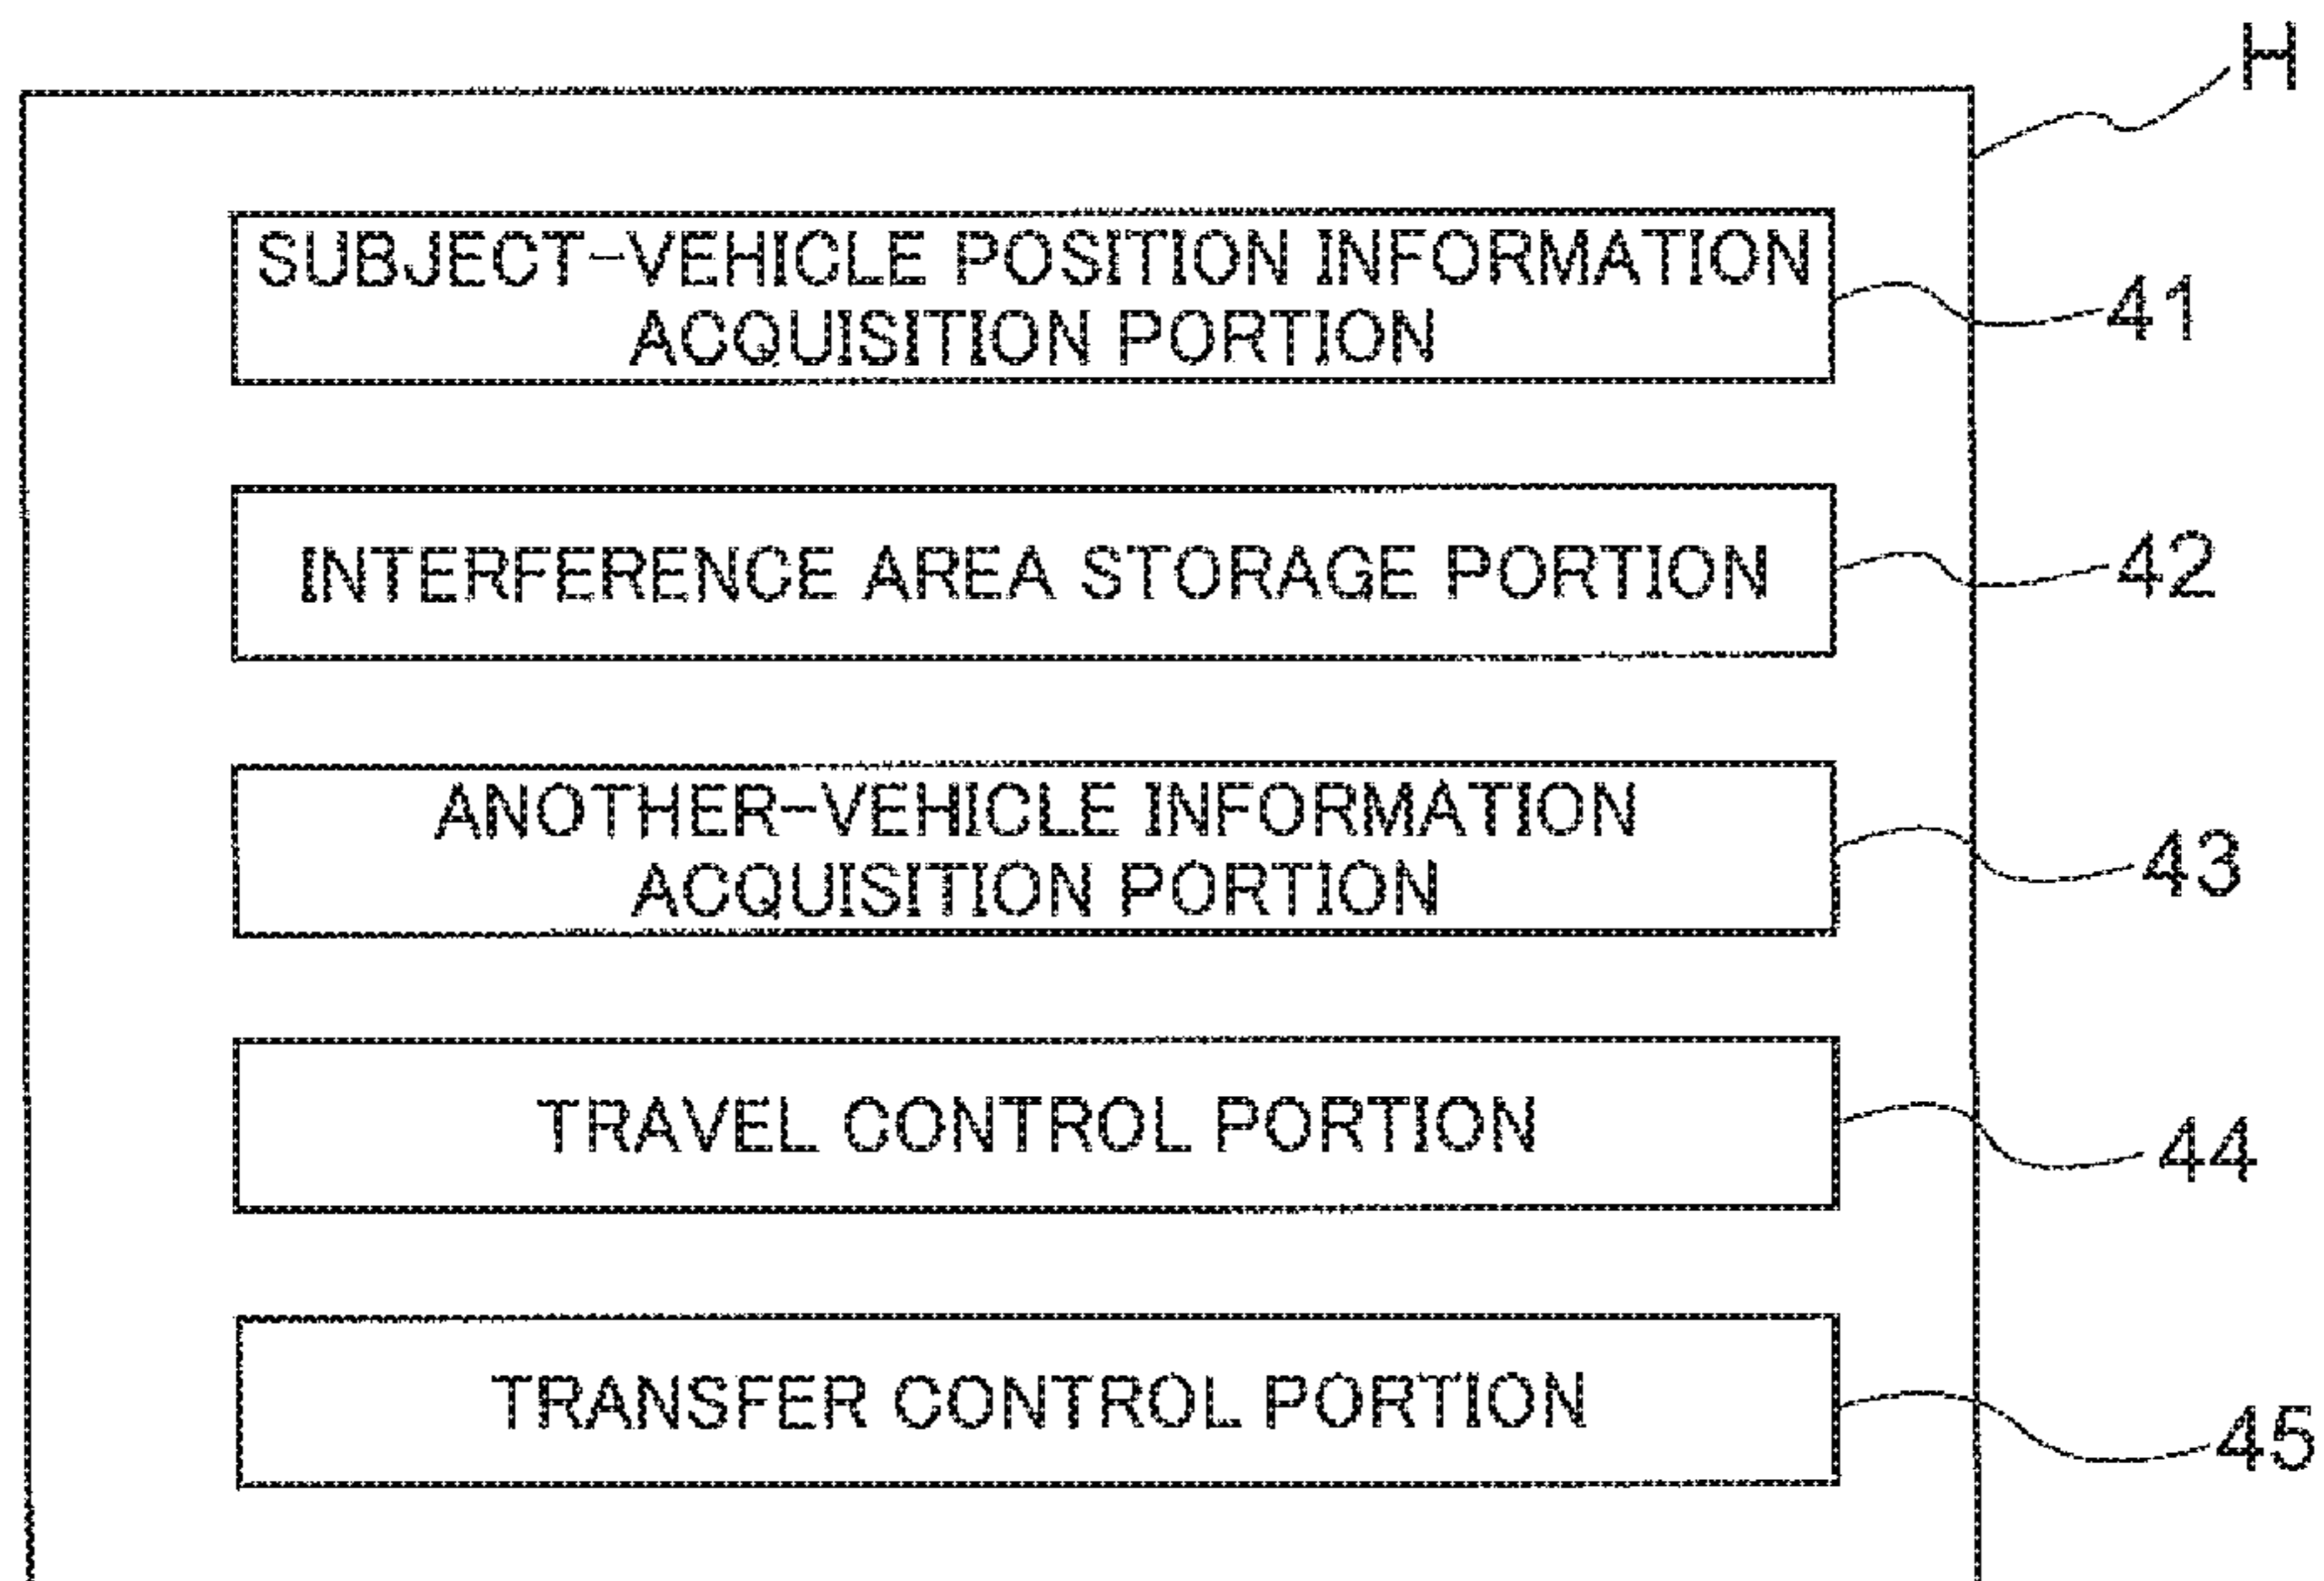 H
SUBJECT-VEHICLE POSITION INFORMATION
ACQUISITION PORTION
41
INTERFERENCE AREA STORAGE PORTION
42
ANOTHER-VEHICLE INFORMATION
ACQUISITION PORTION
43
TRAVEL CONTROL PORTION
44
TRANSFER CONTROL PORTION
45